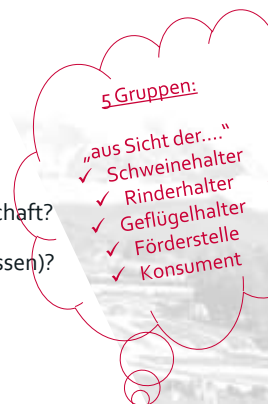 5 Gruppen:
„aus Sicht der....“
✓ Schweinehalter
✓ Rinderhalter
chaft?
✓ Geflügelhalter
✓ Förderstelle
ssen)?
✓ Konsument